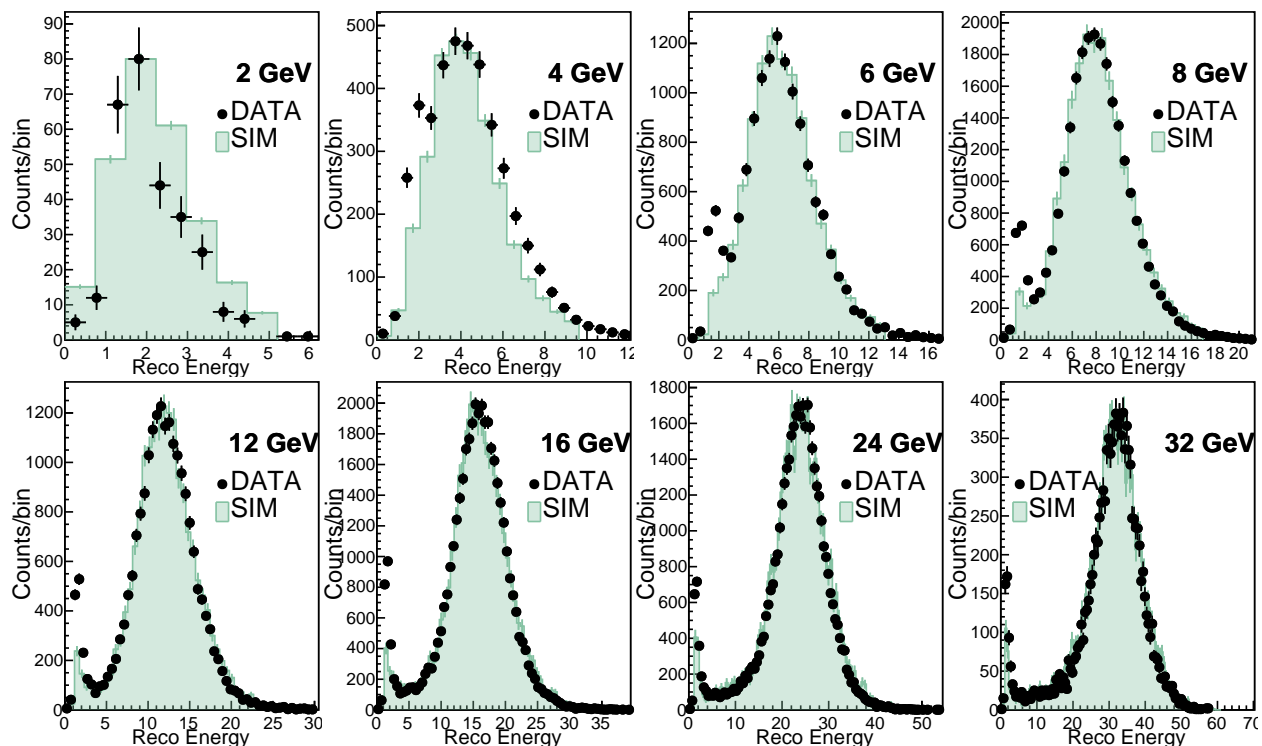 2 GeV
DATA
SIM
Counts/bin
0 10 20 30 40 50 60 70 80 90
0 1 2 3 4 5 6
Reco Energy
4 GeV
DATA
SIM
Counts/bin
0 100 200 300 400 500
0 2 4 6 8 10 12
Reco Energy
6 GeV
DATA
SIM
Counts/bin
0 200 400 600 800 1000 1200
0 2 4 6 8 10 12 14 16
Reco Energy
8 GeV
DATA
SIM
Counts/bin
0 200 400 600 800 1000 1200 1400 1600 1800 2000
0 2 4 6 8 10 12 14 16 18 20
Reco Energy
12 GeV
DATA
SIM
Counts/bin
0 200 400 600 800 1000 1200
0 5 10 15 20 25 30
Reco Energy
16 GeV
DATA
SIM
Counts/bin
0 200 400 600 800 1000 1200 1400 1600 1800 2000
0 5 10 15 20 25 30 35
Reco Energy
24 GeV
DATA
SIM
Counts/bin
0 200 400 600 800 1000 1200 1400 1600 1800
0 10 20 30 40 50
Reco Energy
32 GeV
DATA
SIM
Counts/bin
0 50 100 150 200 250 300 350 400
0 10 20 30 40 50 60 70
Reco Energy